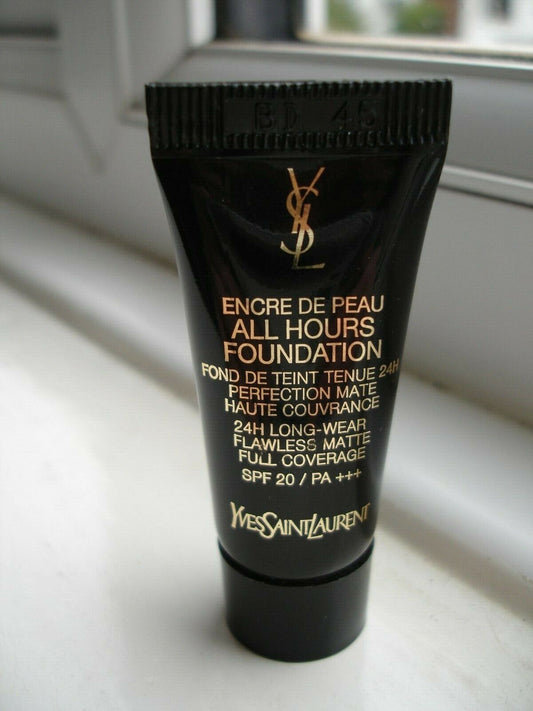 BD 45
YSL
ENCRE DE PEAU
ALL HOURS
FOUNDATION
FOND DE TEINT TENUE 24H
PERFECTION MATE
HAUTE COUVRANCE
24H LONG-WEAR
FLAWLESS MATTE
FULL COVERAGE
SPF 20 / PA +++
YVESSAINTLAURENT